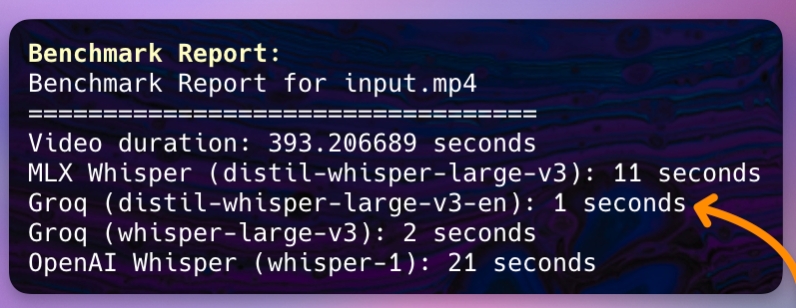 Benchmark Report:
Benchmark Report for input.mp4
==================================
Video duration: 393.206689 seconds
MLX Whisper (distil-whisper-large-v3): 11 seconds
Groq (distil-whisper-large-v3-en): 1 seconds
Groq (whisper-large-v3): 2 seconds
OpenAI Whisper (whisper-1): 21 seconds